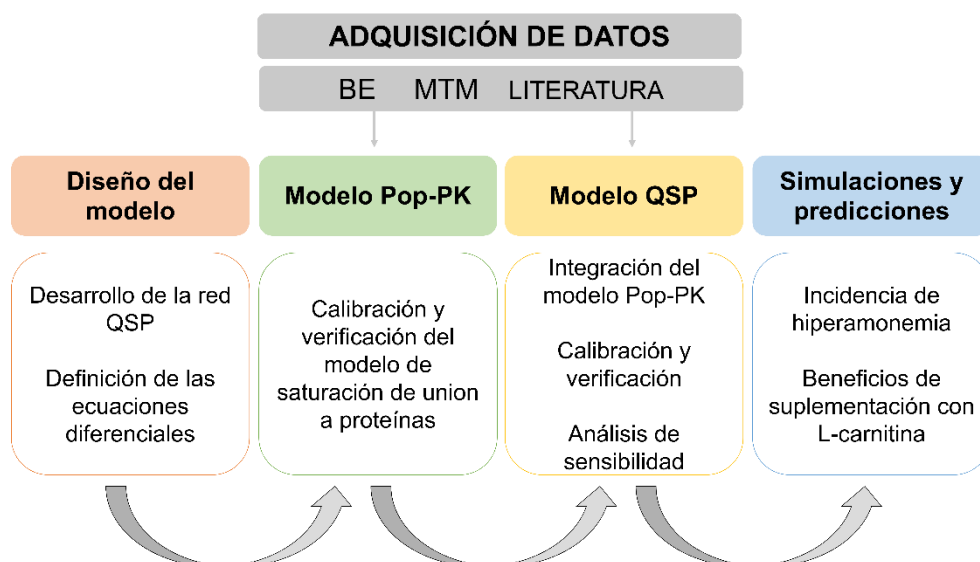 ADQUISICIÓN DE DATOS
BE MTM LITERATURA
Diseño del
modelo
Desarrollo de la red
QSP
Definición de las
ecuaciones
diferenciales
Modelo Pop-PK
Calibración y
verificación del
modelo de
saturación de union
a proteínas
Modelo QSP
Integración del
modelo Pop-PK
Calibración y
verificación
Análisis de
sensibilidad
Simulaciones y
predicciones
Incidencia de
hiperamonemia
Beneficios de
suplementación con
L-carnitina